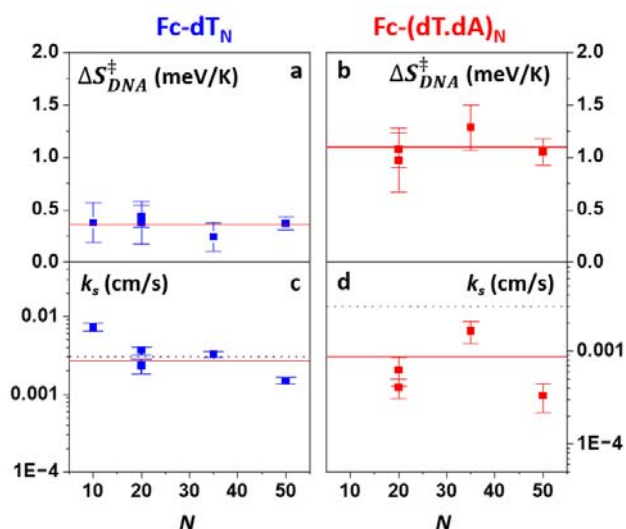 Fc-dT_N
Fc-(dT.dA)_N
2.0
1.5
1.0
0.5
0.0
ΔS‡_DNA (meV/K)
a
b
ΔS‡_DNA (meV/K)
2.0
1.5
1.0
0.5
0.0
k_s (cm/s)
c
d
k_s (cm/s)
0.01
0.001
1E−4
0.001
1E−4
10 20 30 40 50
10 20 30 40 50
N
N